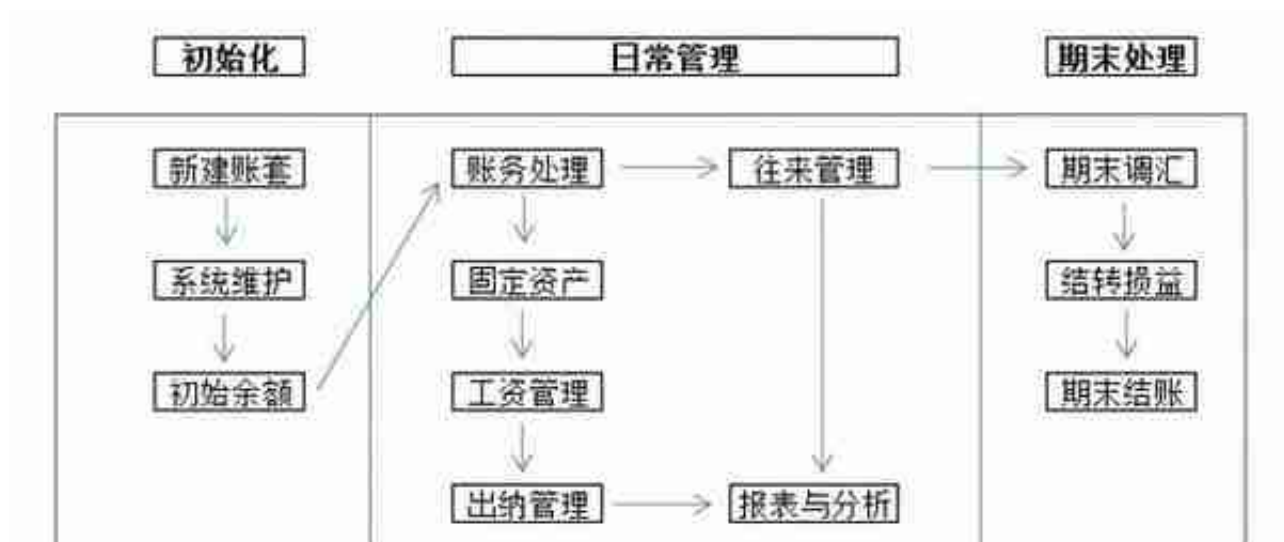 初始化
日常管理
期末处理
新建账套
账务处理
往来管理
期末调汇
系统维护
固定资产
结转损益
初始余额
工资管理
期末结账
出纳管理
报表与分析